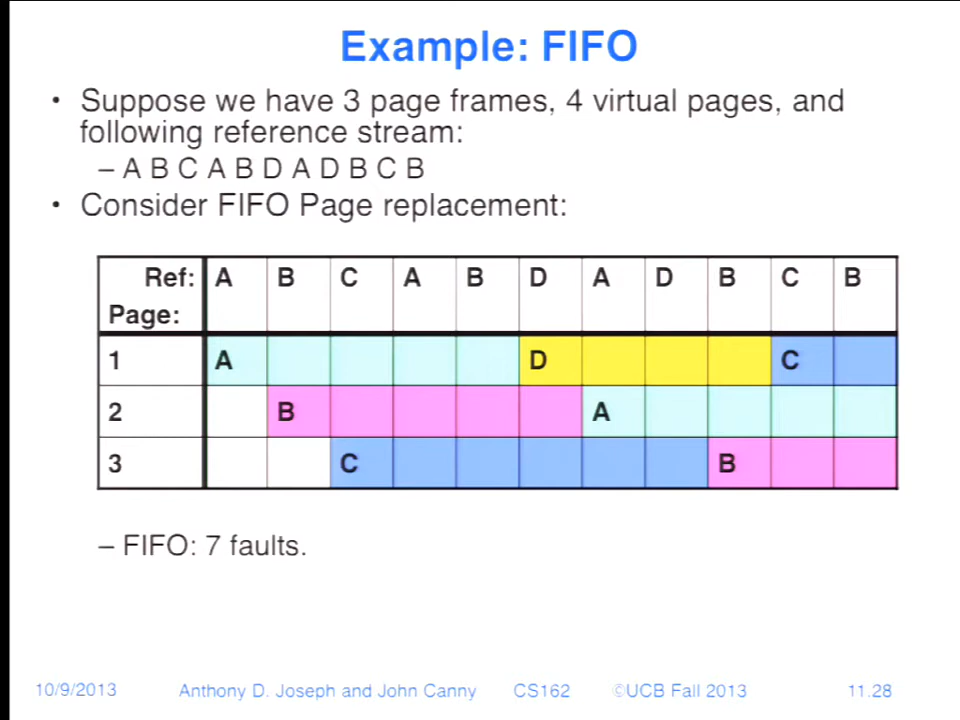 Example: FIFO
• Suppose we have 3 page frames, 4 virtual pages, and
following reference stream:
– A B C A B D A D B C B
• Consider FIFO Page replacement:
Ref: A B C A B D A D B C B
Page:
1 A D C
2 B A
3 C B
– FIFO: 7 faults.
10/9/2013 Anthony D. Joseph and John Canny CS162 ©UCB Fall 2013 11.28